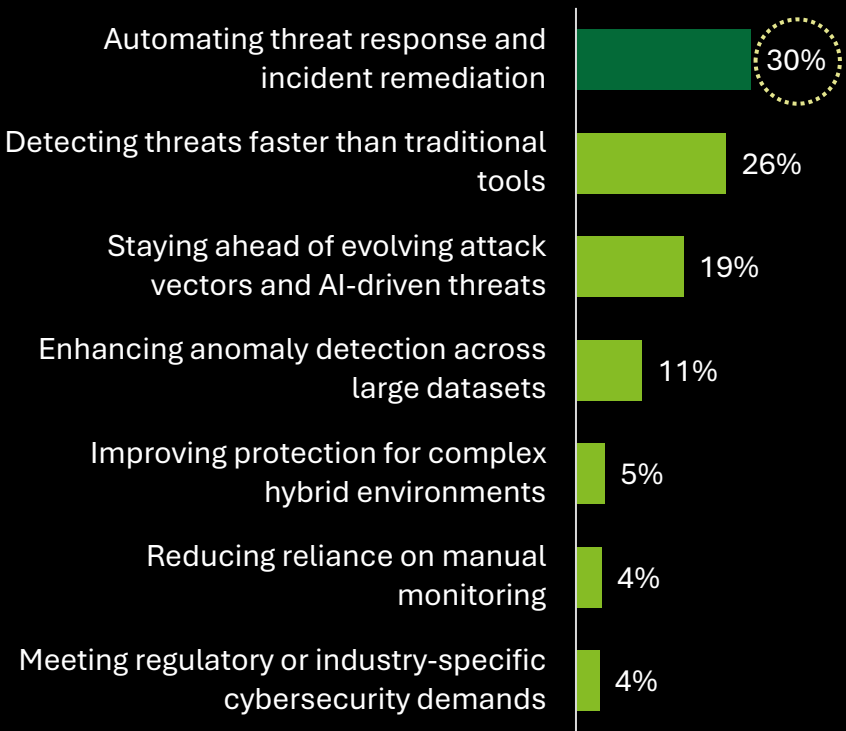 Automating threat response and
incident remediation
30%
Detecting threats faster than traditional
tools
26%
Staying ahead of evolving attack
vectors and AI-driven threats
19%
Enhancing anomaly detection across
large datasets
11%
Improving protection for complex
hybrid environments
5%
Reducing reliance on manual
monitoring
4%
Meeting regulatory or industry-specific
cybersecurity demands
4%